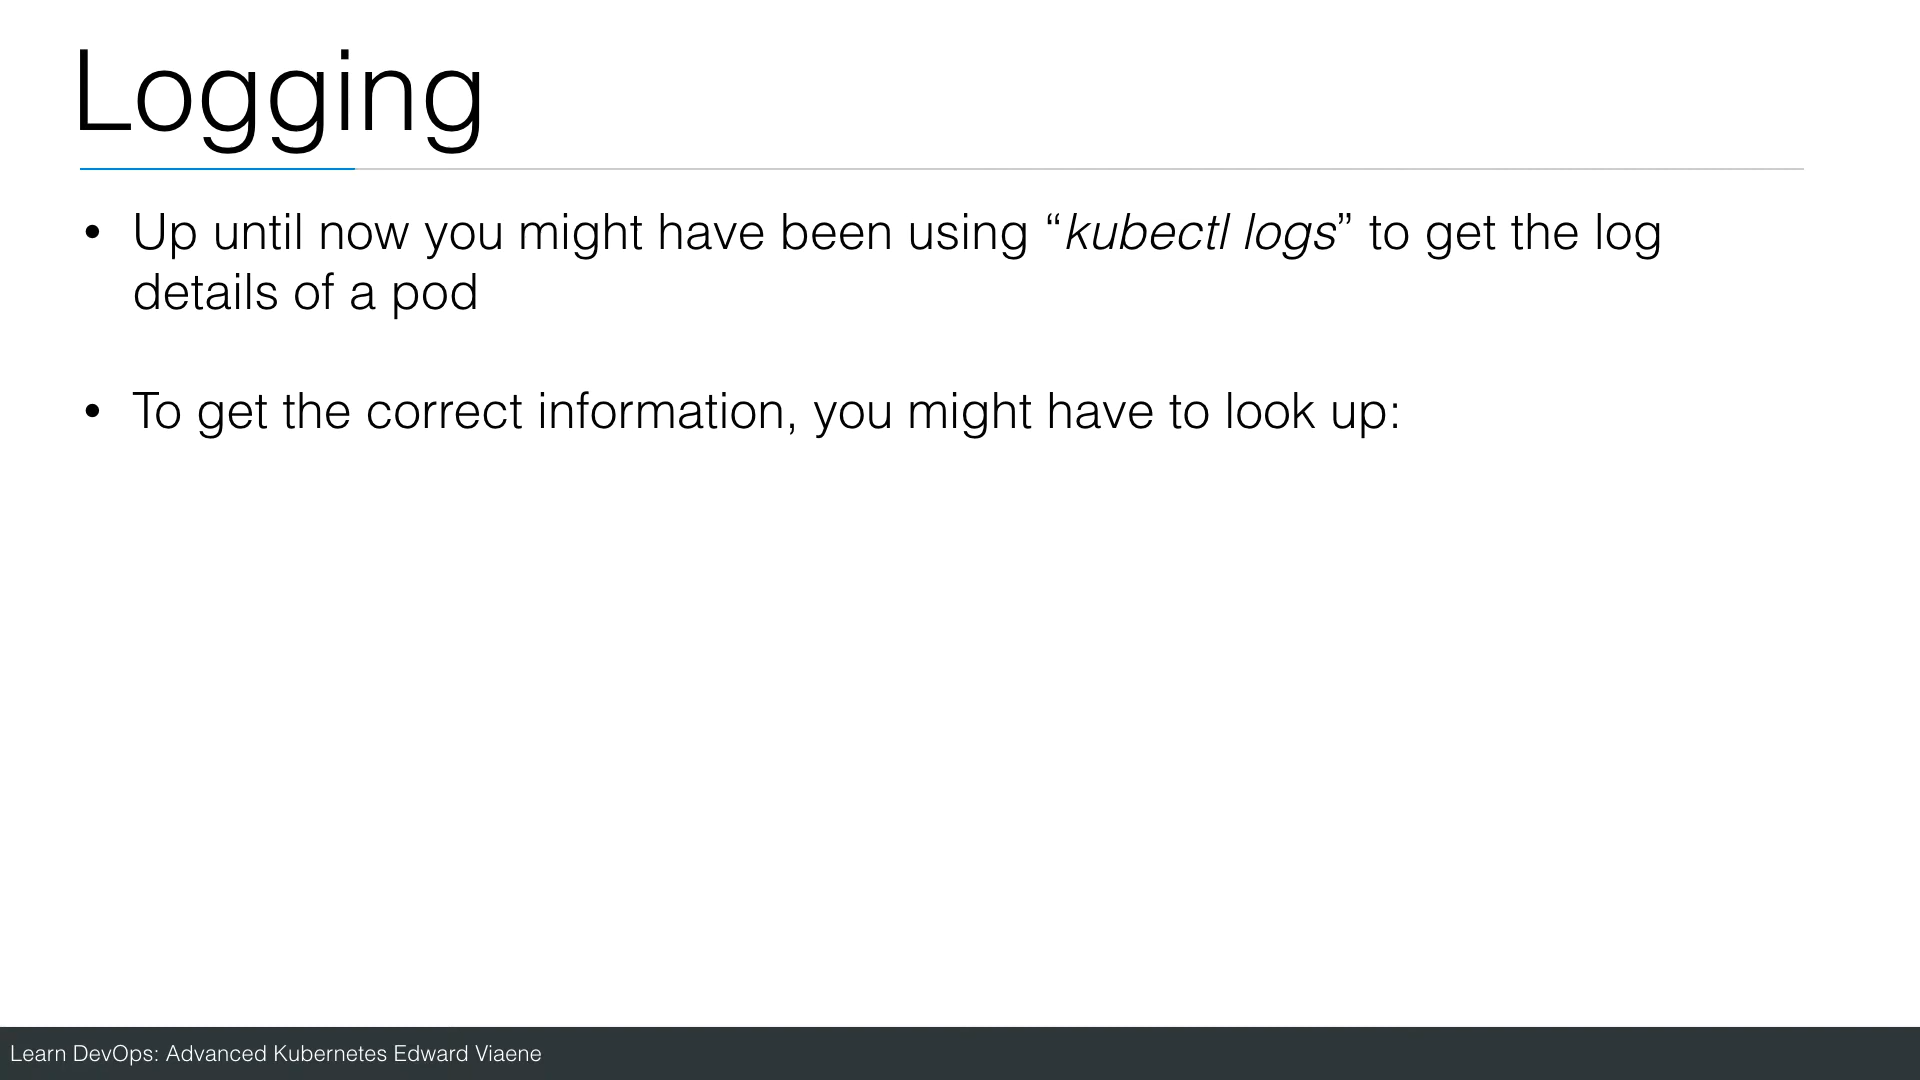 Logging
• Up until now you might have been using “kubectl logs” to get the log
details of a pod
• To get the correct information, you might have to look up:
Learn DevOps: Advanced Kubernetes Edward Viaene